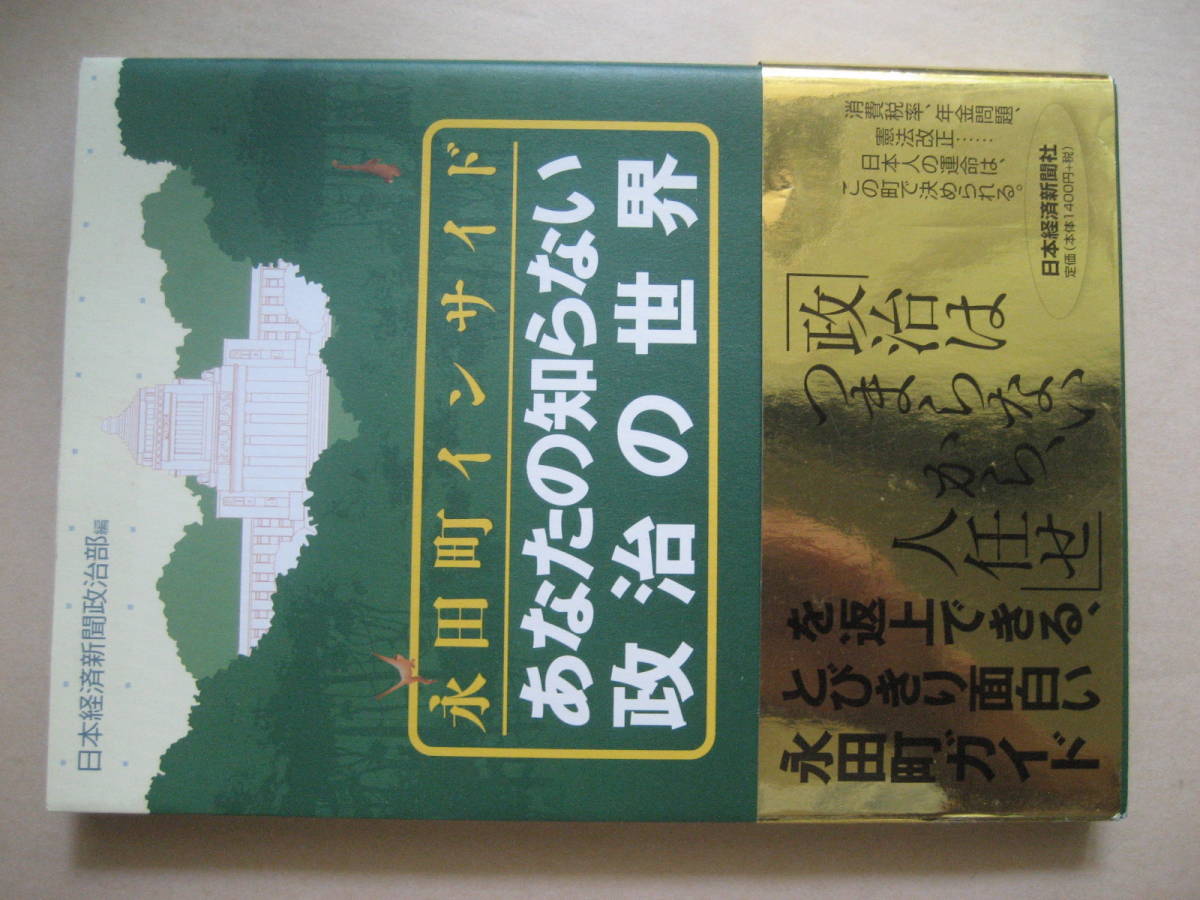 日本経済新聞政治部編
永田町インサイド
あなたの知らない
政治の世界
消費税率、年金問題、
憲法改正……
日本人の運命は、
この町で決められる。
日本経済新聞社
定価（本体1400円+税）
「政治は
つまらない
から、
人任せ」
を返上できる、
とびきり面白い
永田町ガイド